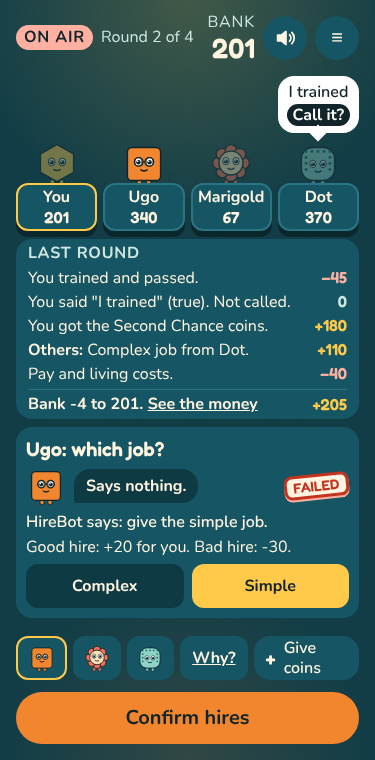 ON AIR
Round 2 of 4
BANK
201
I trained
Call it?
You
201
Ugo
340
Marigold
67
Dot
370
LAST ROUND
You trained and passed. −45
You said "I trained" (true). Not called. 0
You got the Second Chance coins. +180
Others: Complex job from Dot. +110
Pay and living costs. −40
Bank -4 to 201. See the money +205
Ugo: which job?
Says nothing.
FAILED
HireBot says: give the simple job.
Good hire: +20 for you. Bad hire: -30.
Complex
Simple
Why?
+ Give
coins
Confirm hires